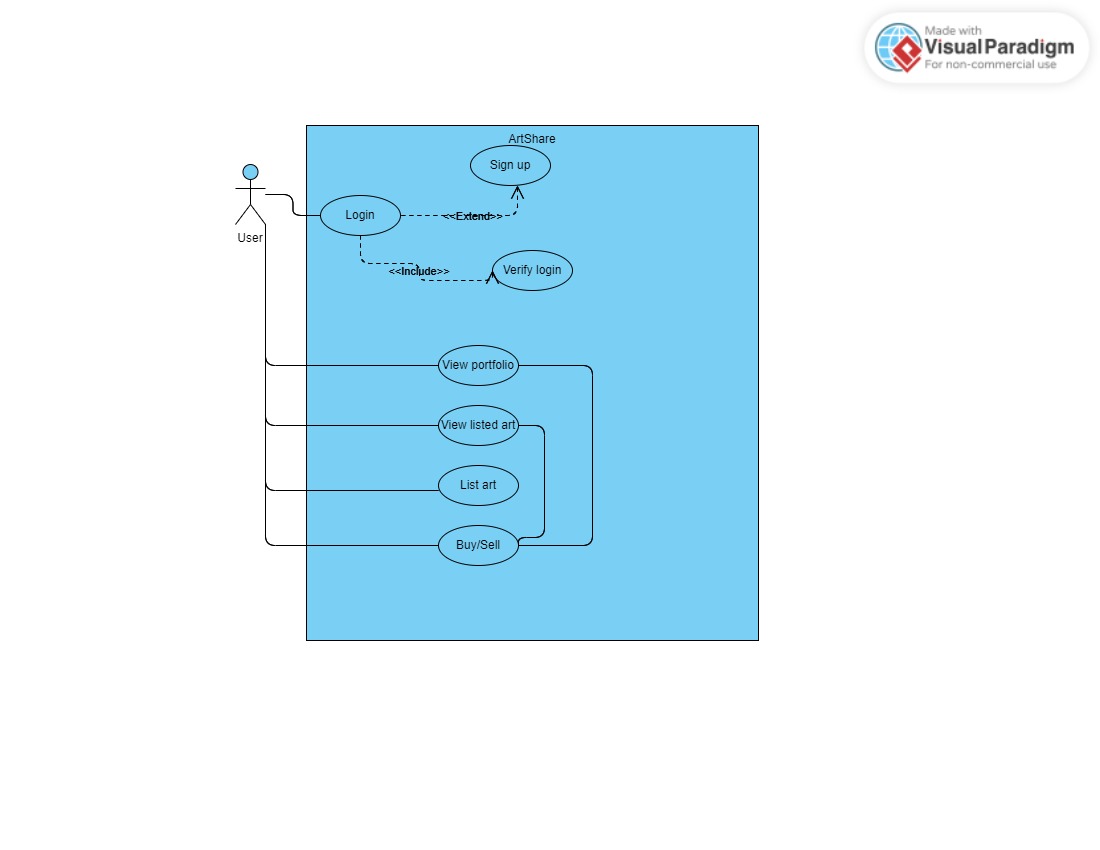 Made with
Visual Paradigm
For non-commercial use
ArtShare
Sign up
Login
<<Extend>>
User
Verify login
<<Include>>
View portfolio
View listed art
List art
Buy/Sell